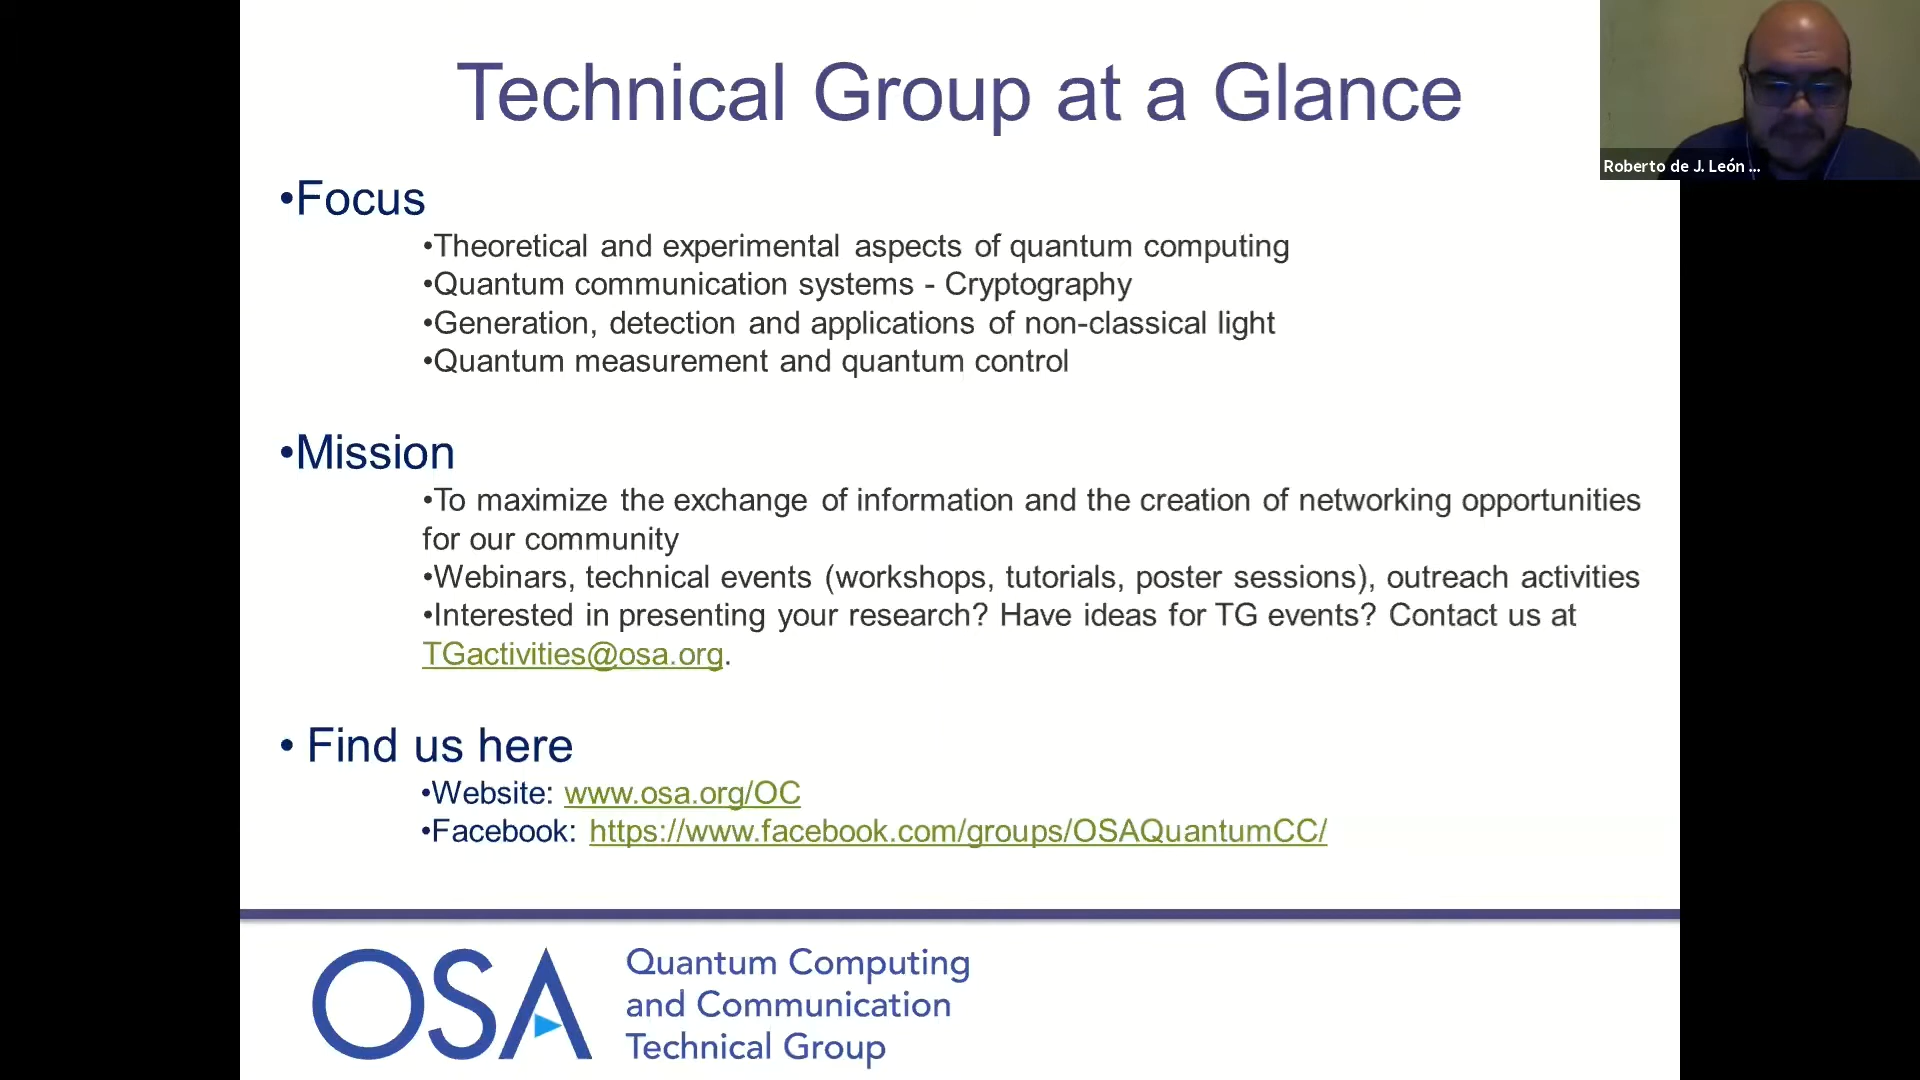 Technical Group at a Glance
Roberto de J. León ...
•Focus
•Theoretical and experimental aspects of quantum computing
•Quantum communication systems - Cryptography
•Generation, detection and applications of non-classical light
•Quantum measurement and quantum control
•Mission
•To maximize the exchange of information and the creation of networking opportunities
for our community
•Webinars, technical events (workshops, tutorials, poster sessions), outreach activities
•Interested in presenting your research? Have ideas for TG events? Contact us at
TGactivities@osa.org.
• Find us here
•Website: www.osa.org/OC
•Facebook: https://www.facebook.com/groups/OSAQuantumCC/
OSA
Quantum Computing
and Communication
Technical Group